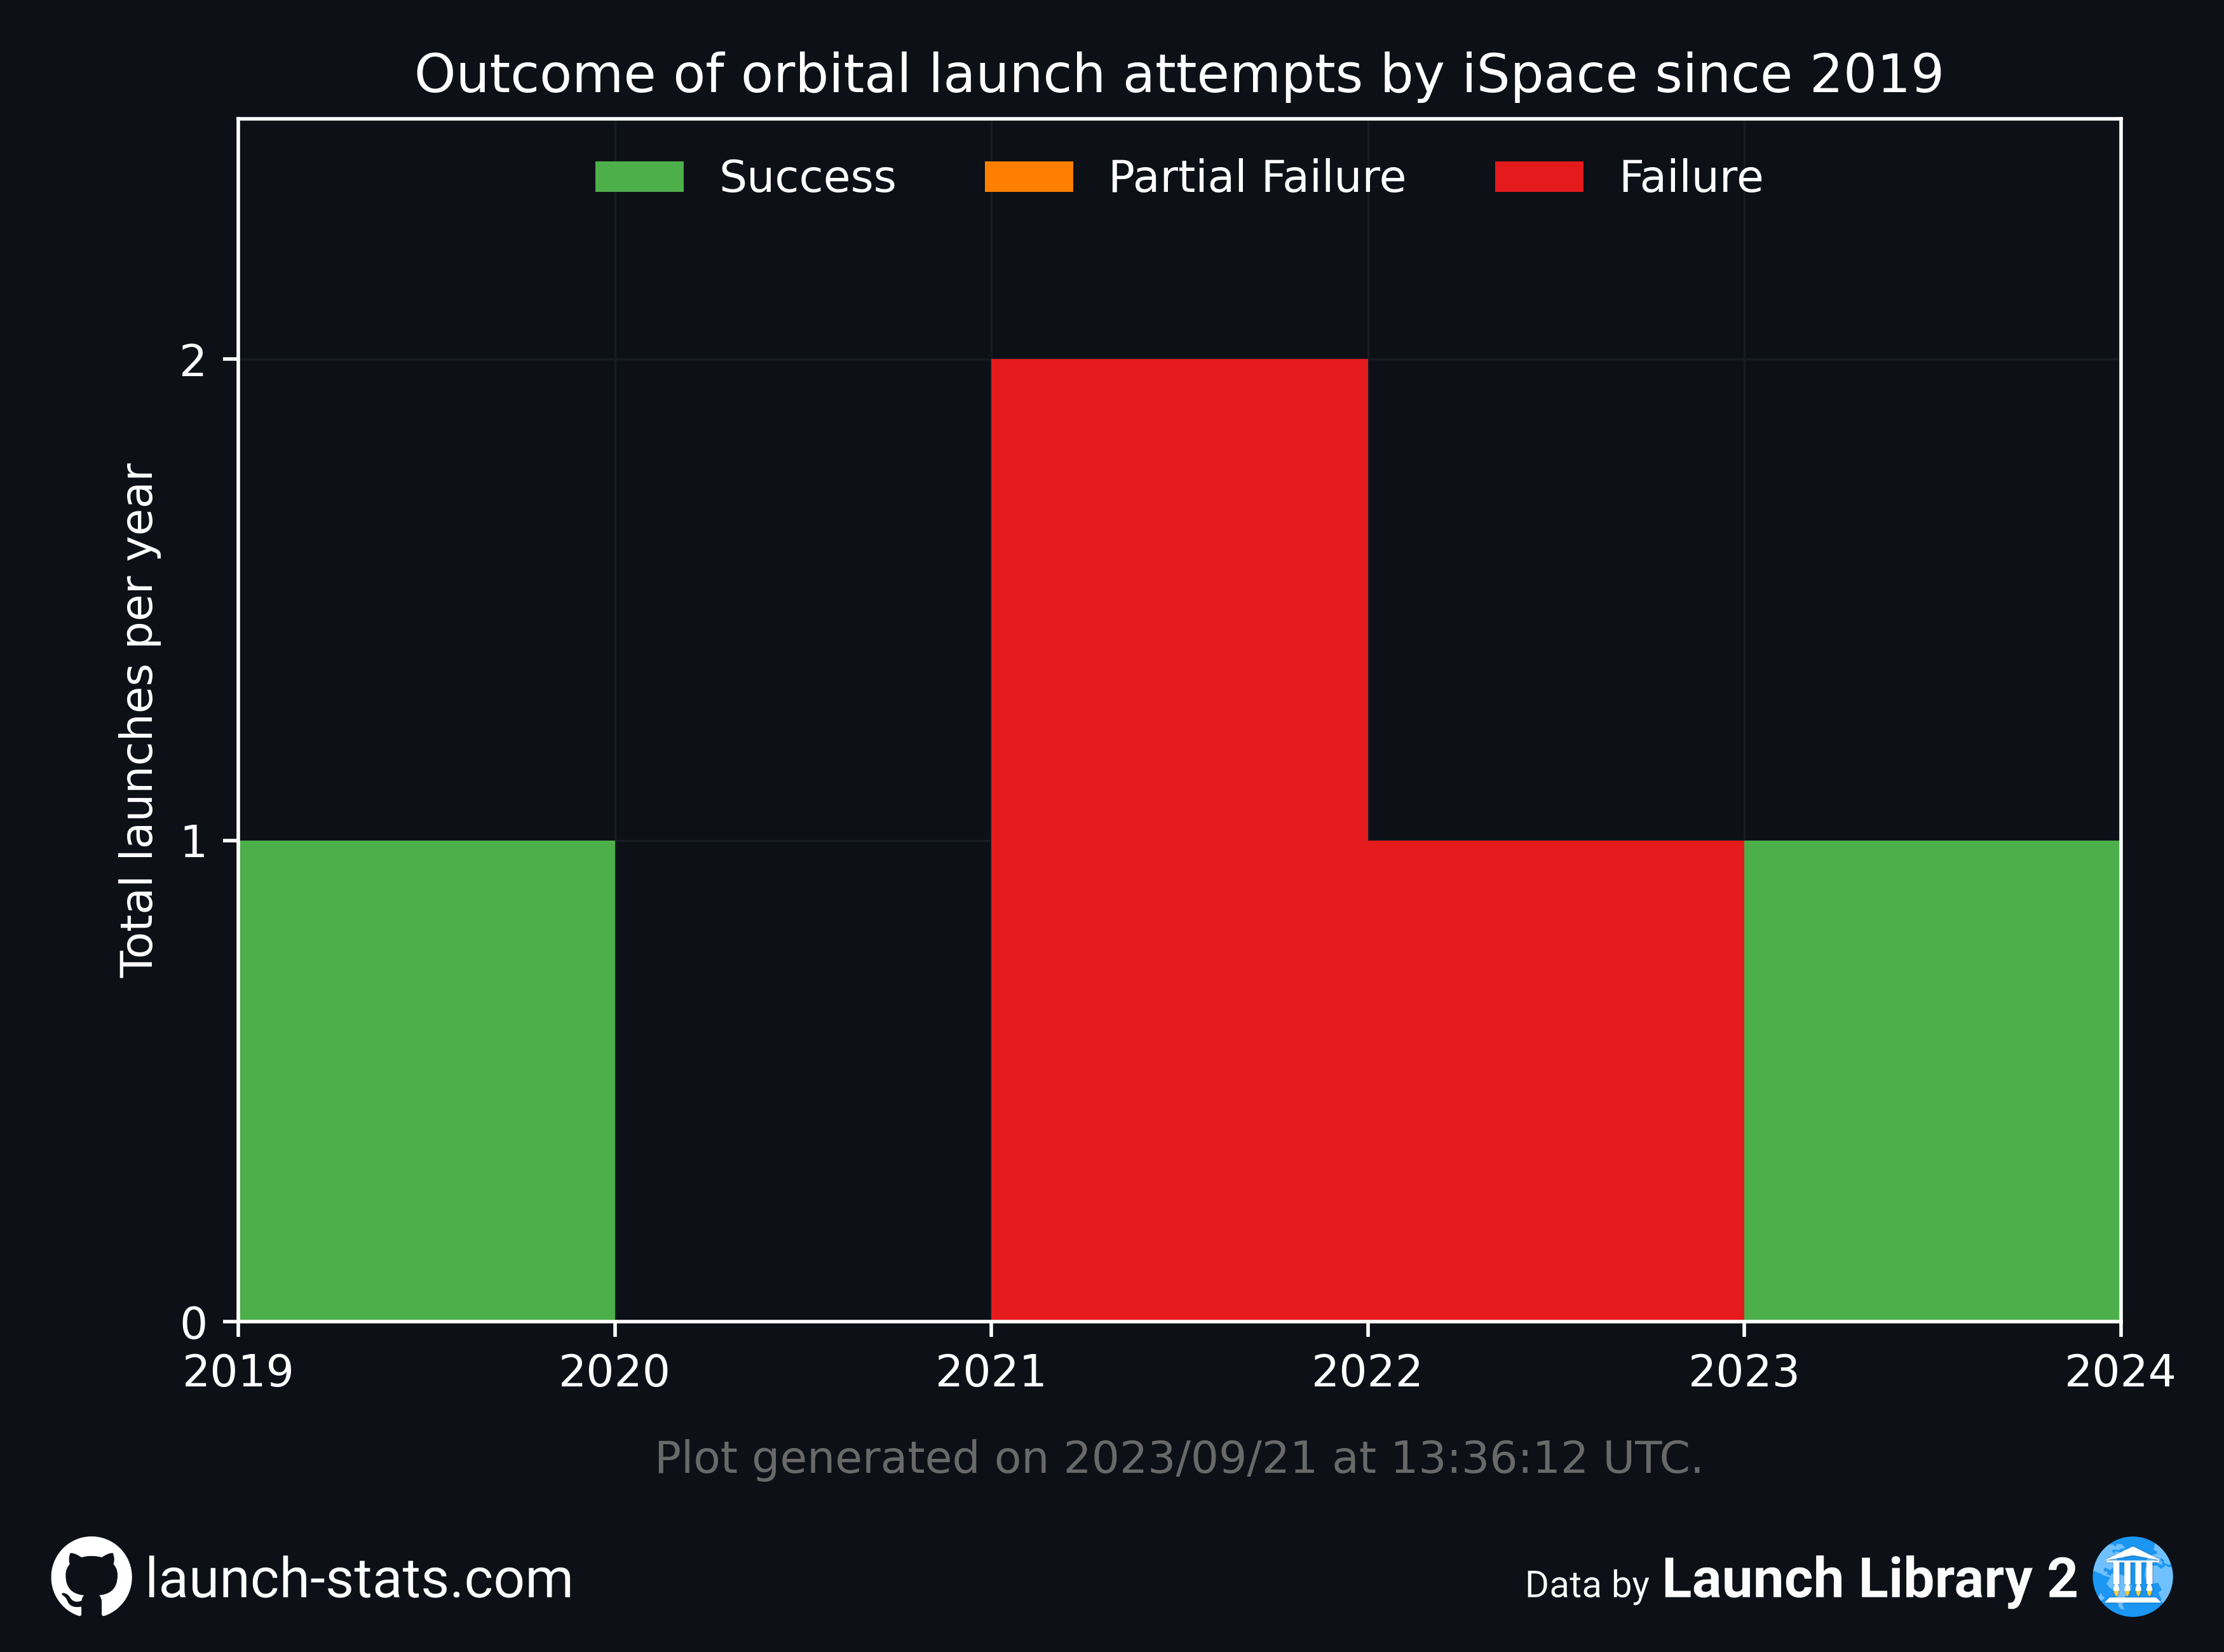 Outcome of orbital launch attempts by iSpace since 2019
Success Partial Failure Failure
Total launches per year
2
1
0
2019 2020 2021 2022 2023 2024
Plot generated on 2023/09/21 at 13:36:12 UTC.
launch-stats.com
Data by Launch Library 2